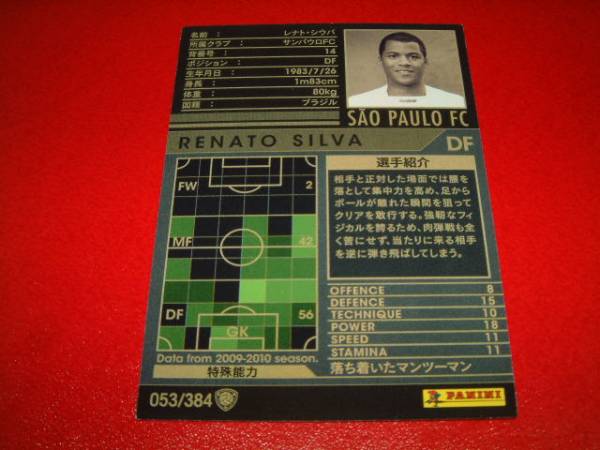 名前 : レナト・シウバ
所属クラブ : サンパウロFC
背番号 : 14
ポジション : DF
生年月日 : 1983/7/26
身長 : 1m83cm
体重 : 80kg
国籍 : ブラジル
SÃO PAULO FC
RENATO SILVA DF
FW 2
MF 42
DF 56
GK
Data from 2009-2010 season.
特殊能力
選手紹介
相手と正対した場面では腰を
落として集中力を高め、足から
ボールが離れた瞬間を狙って
クリアを敢行する。強靭なフィ
ジカルを誇るため、肉弾戦も全
く苦にせず、当たりに来る相手
を逆に弾き飛ばしてしまう。
OFFENCE 8
DEFENCE 15
TECHNIQUE 10
POWER 18
SPEED 11
STAMINA 11
落ち着いたマンツーマン
053/384
PANINI